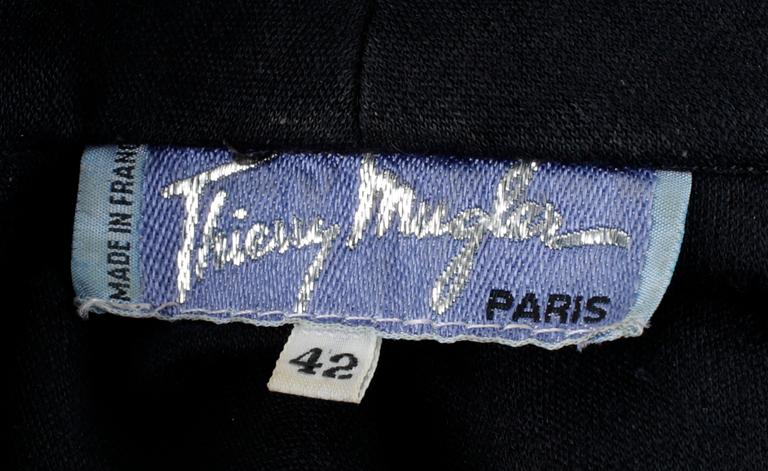 MADE IN FRANC
Thierry Mugler
PARIS
42